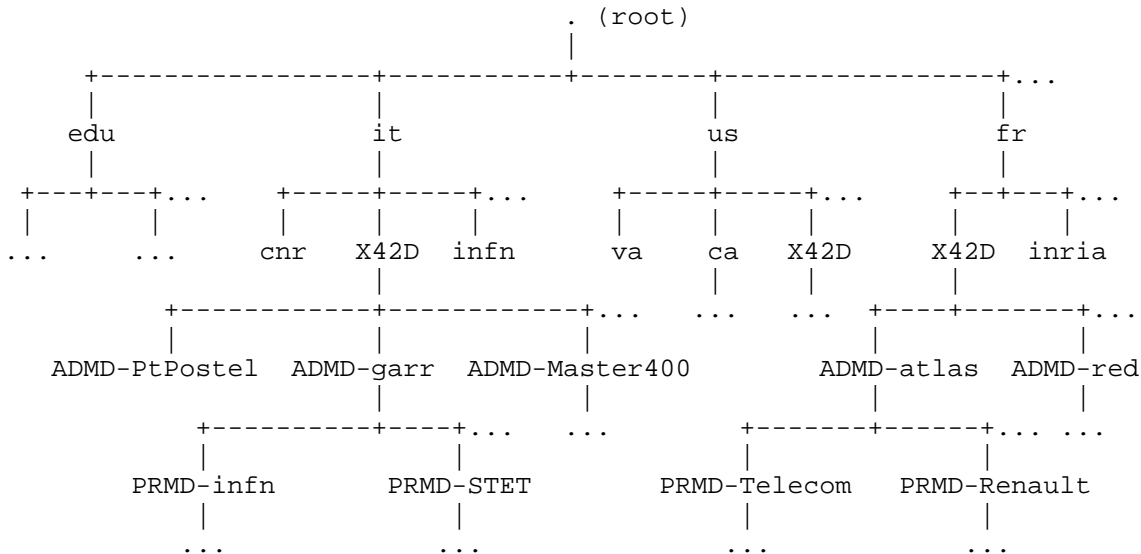 . (root)
|
+-----------------+------------+--------+-----------------+...
| | | |
edu it us fr
| | | |
+---+---+... +-----+-----+... +-----+-----+... +--+---+...
| | | | | | | | | |
... ... cnr X42D infn va ca X42D X42D inria
| | | |
+------------+------------+... ... ... +----+-------+...
| | | | |
ADMD-PtPostel ADMD-garr ADMD-Master400 ADMD-atlas ADMD-red
| | | |
+----------+----+... ... +-------+------+... ...
| | | |
PRMD-infn PRMD-STET PRMD-Telecom PRMD-Renault
| | | |
... ... ... ...